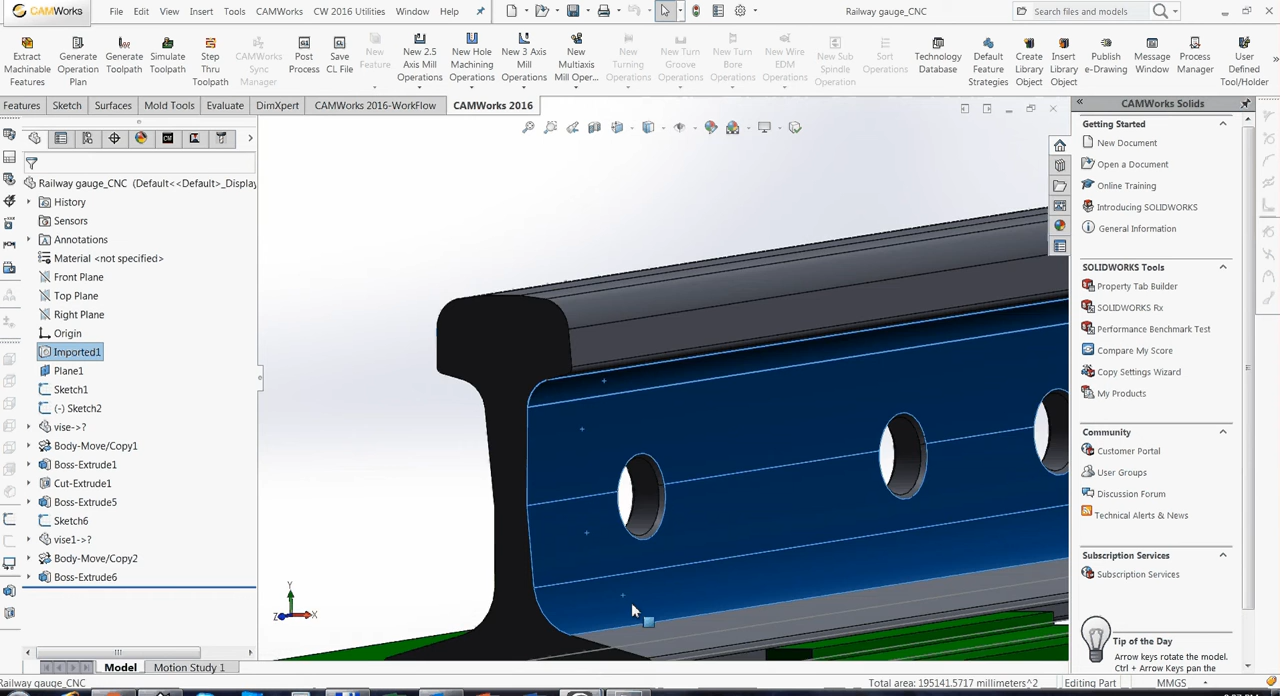 CAMWorks File Edit View Insert Tools CAMWorks CW 2016 Utilities Window Help Railway gauge_CNC Search files and models
Extract Machinable Features
Generate Operation Plan
Generate Toolpath
Simulate Toolpath
Step Thru Toolpath
CAMWorks Sync Manager
Post Process
Save CL File
New Feature
New 2.5 Axis Mill Operations
New Hole Machining Operations
New 3 Axis Mill Operations
New Multiaxis Mill Oper...
New Turning Operations
New Turn Groove Operations
New Turn Bore Operations
New Wire EDM Operations
New Sub Spindle Operation
Sort Operations
Technology Database
Default Feature Strategies
Create Library Object
Insert Library Object
Publish e-Drawing
Message Window
Process Manager
User Defined Tool/Holder
Features Sketch Surfaces Mold Tools Evaluate DimXpert CAMWorks 2016-WorkFlow CAMWorks 2016
Railway gauge_CNC (Default<<Default>_Display
History
Sensors
Annotations
Material <not specified>
Front Plane
Top Plane
Right Plane
Origin
Imported1
Plane1
Sketch1
(-) Sketch2
vise->?
Body-Move/Copy1
Boss-Extrude1
Cut-Extrude1
Boss-Extrude5
Sketch6
vise1->?
Body-Move/Copy2
Boss-Extrude6
Y
Z X
CAMWorks Solids
Getting Started
New Document
Open a Document
Online Training
Introducing SOLIDWORKS
General Information
SOLIDWORKS Tools
Property Tab Builder
SOLIDWORKS Rx
Performance Benchmark Test
Compare My Score
Copy Settings Wizard
My Products
Community
Customer Portal
User Groups
Discussion Forum
Technical Alerts & News
Subscription Services
Subscription Services
Tip of the Day
Arrow keys rotate the model.
Ctrl + Arrow Keys pan the
Model Motion Study 1
Railway gauge_CNC Total area: 195141.5717 millimeters^2 Editing Part MMGS